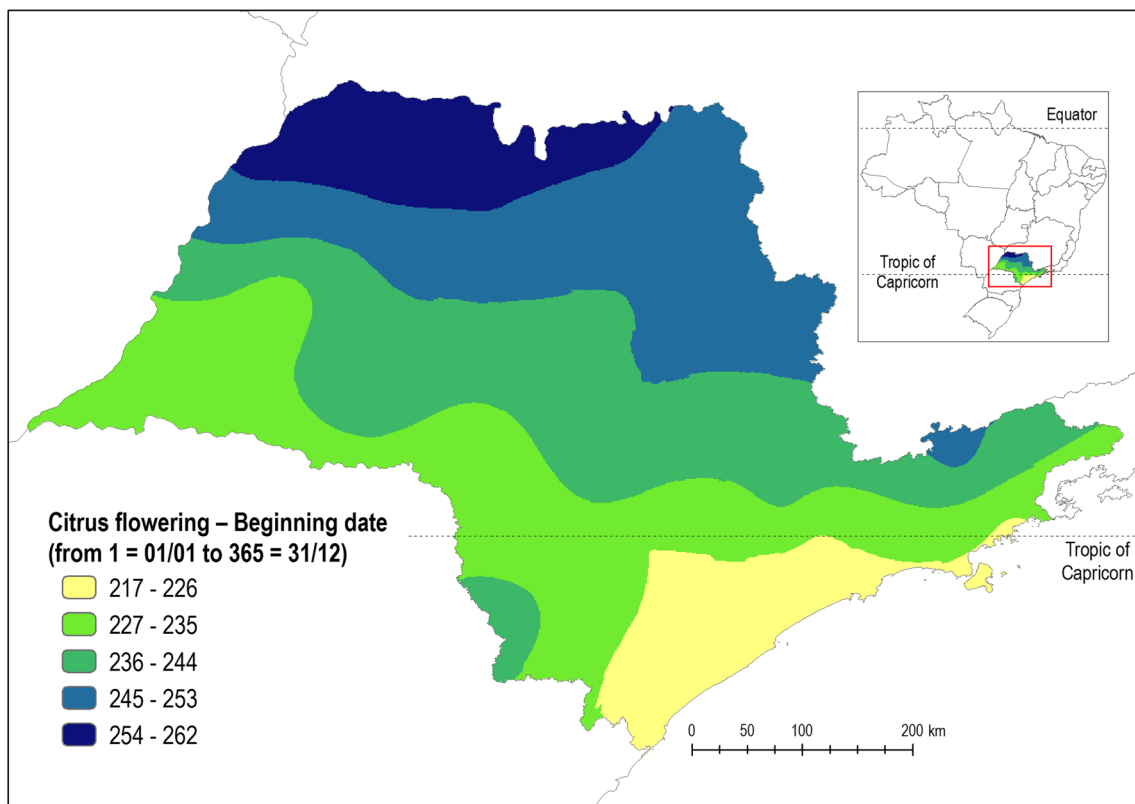 Equator
Tropic of
Capricorn
Citrus flowering – Beginning date
(from 1 = 01/01 to 365 = 31/12)
217 - 226
227 - 235
236 - 244
245 - 253
254 - 262
Tropic of
Capricorn
0 50 100 200 km